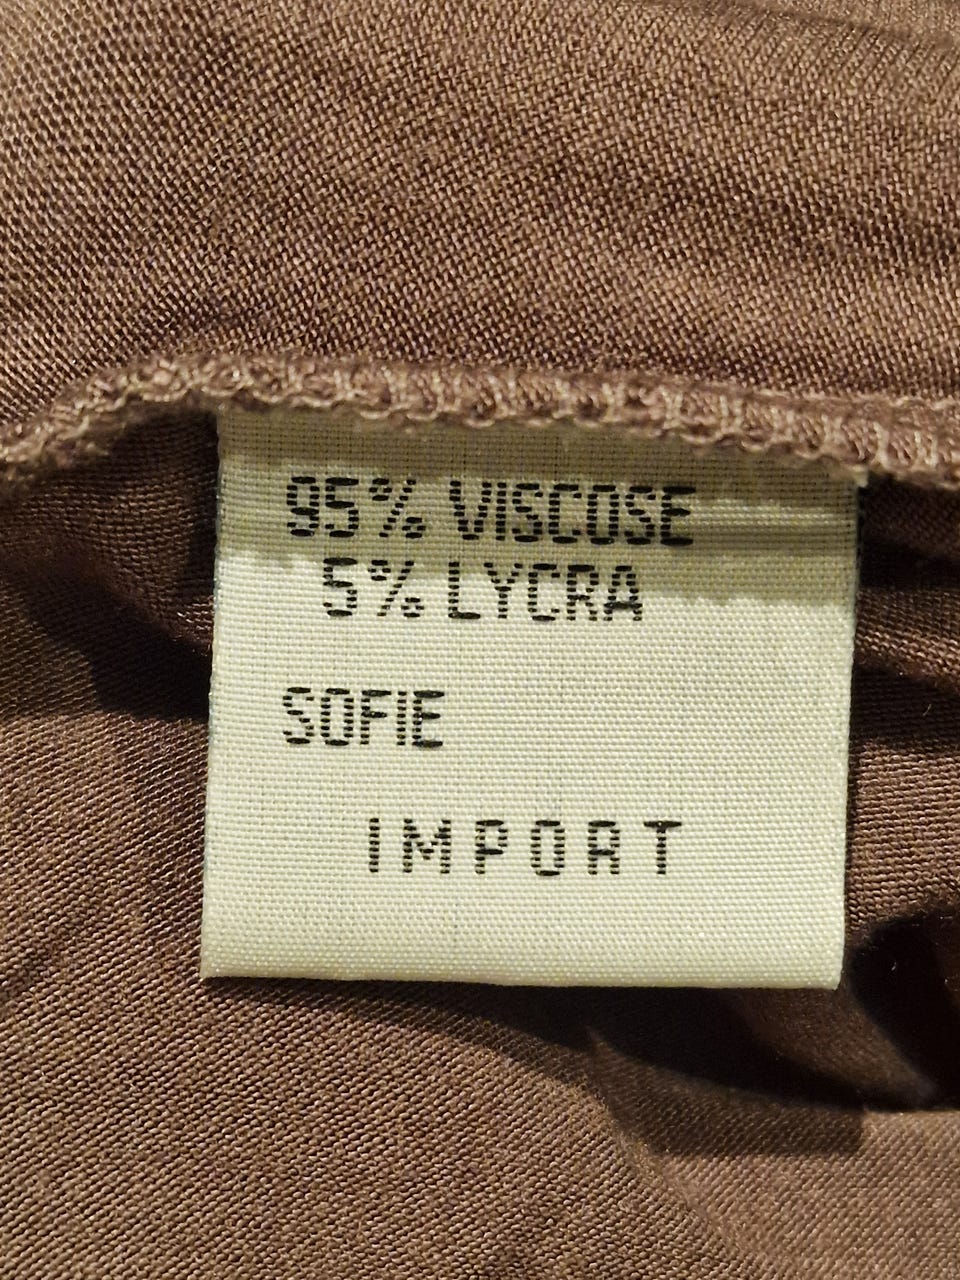 95% VISCOSE
5% LYCRA
SOFIE
IMPORT